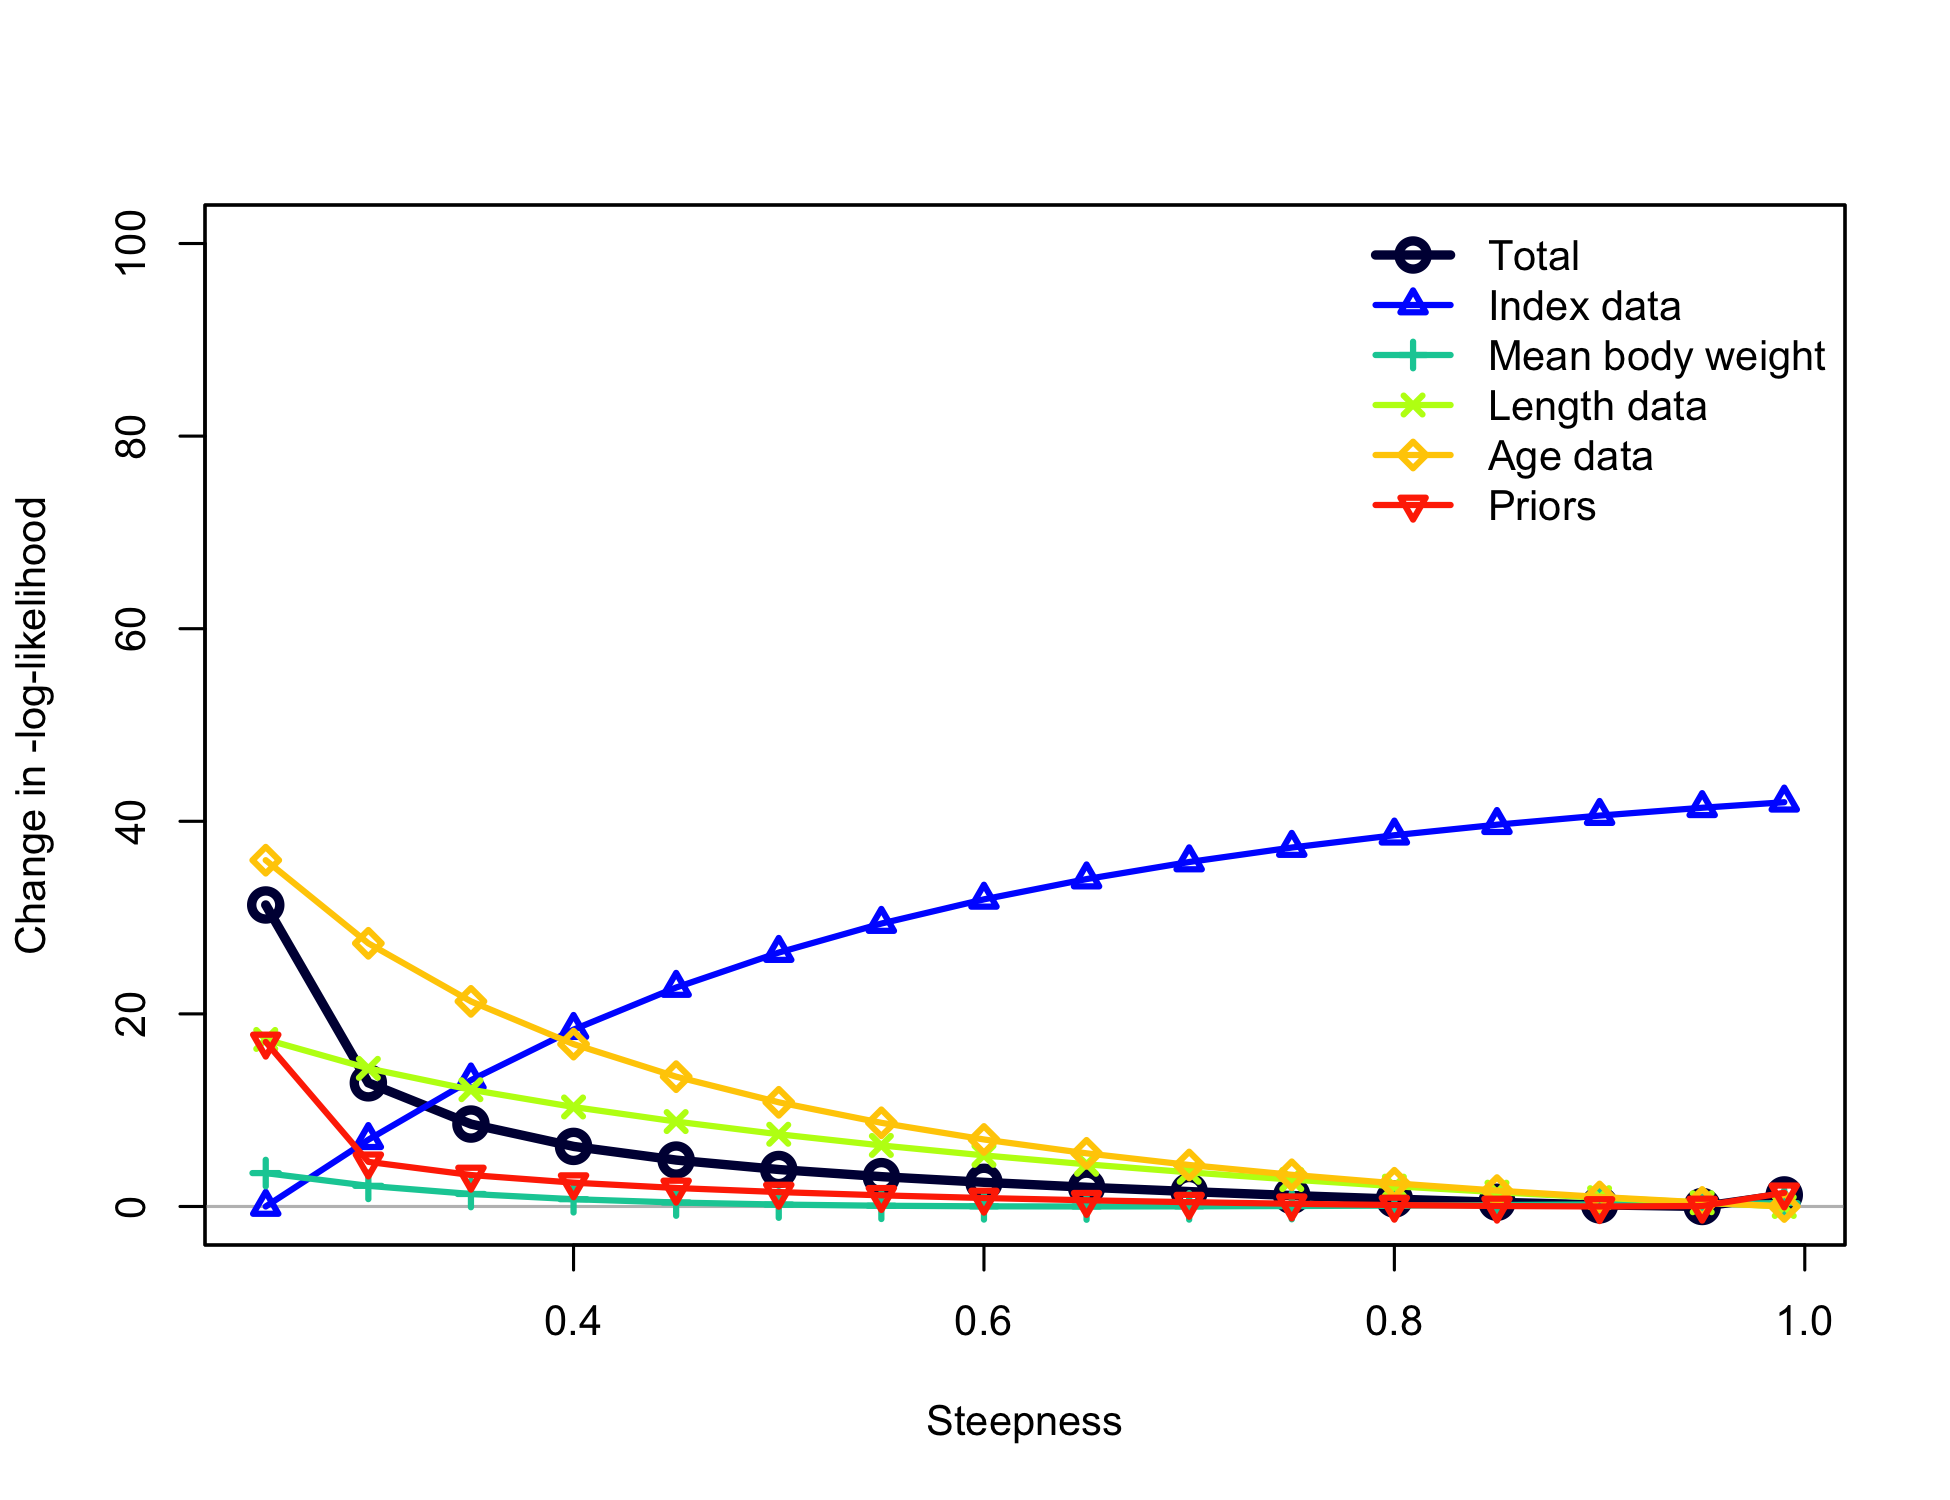 Total
Index data
Mean body weight
Length data
Age data
Priors
Change in -log-likelihood
100
80
60
40
20
0
0.4 0.6 0.8 1.0
Steepness